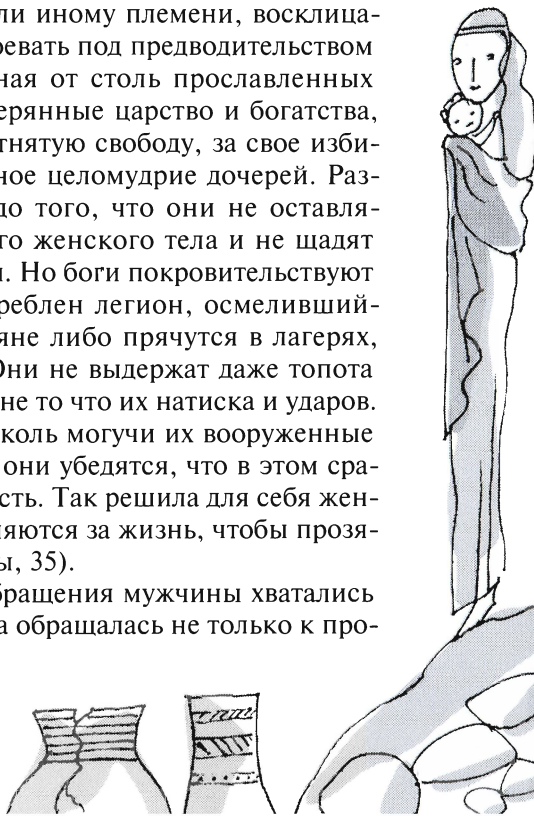 ли иному племени, восклица-
ревать под предводительством
ная от столь прославленных
ерянные царство и богатства,
тнятую свободу, за свое изби-
ное целомудрие дочерей. Раз-
до того, что они не оставля-
го женского тела и не щадят
и. Но боги покровительствуют
реблен легион, осмеливший-
яне либо прячутся в лагерях,
Они не выдержат даже топота
не то что их натиска и ударов.
коль могучи их вооруженные
они убедятся, что в этом сра-
сть. Так решила для себя жен-
ляются за жизнь, чтобы прозя-
ы, 35).
бращения мужчины хватались
а обращалась не только к про-